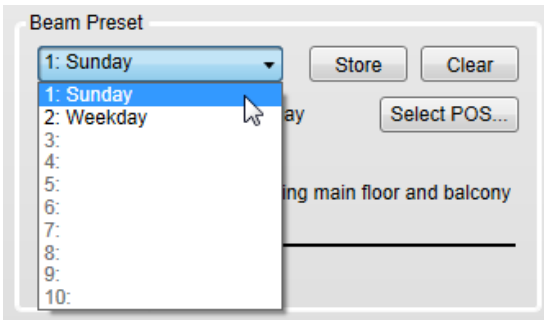 Beam Preset
1: Sunday Store Clear
1: Sunday
2: Weekday ay Select POS...
3:
4:
5: ing main floor and balcony
6:
7:
8:
9:
10: